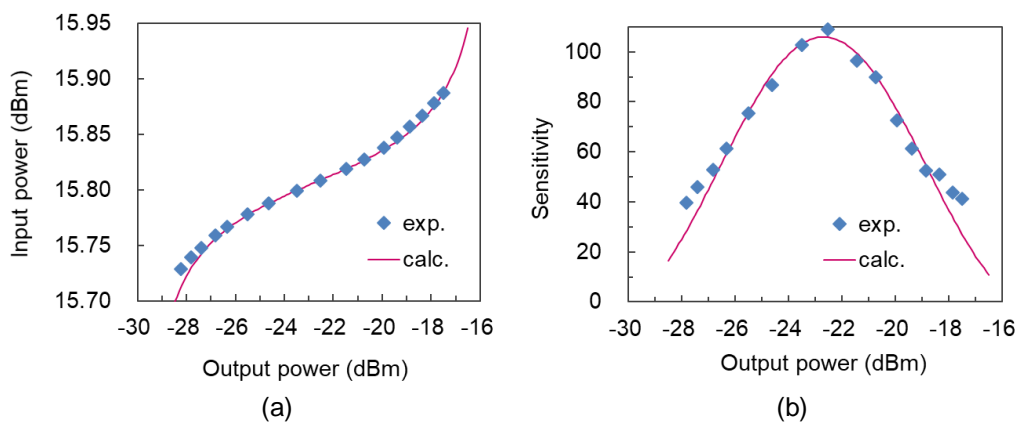 15.95
15.90
15.85
15.80
15.75
15.70
Input power (dBm)
exp.
calc.
-30 -28 -26 -24 -22 -20 -18 -16
Output power (dBm)
(a)
100
80
60
40
20
0
Sensitivity
exp.
calc.
-30 -28 -26 -24 -22 -20 -18 -16
Output power (dBm)
(b)